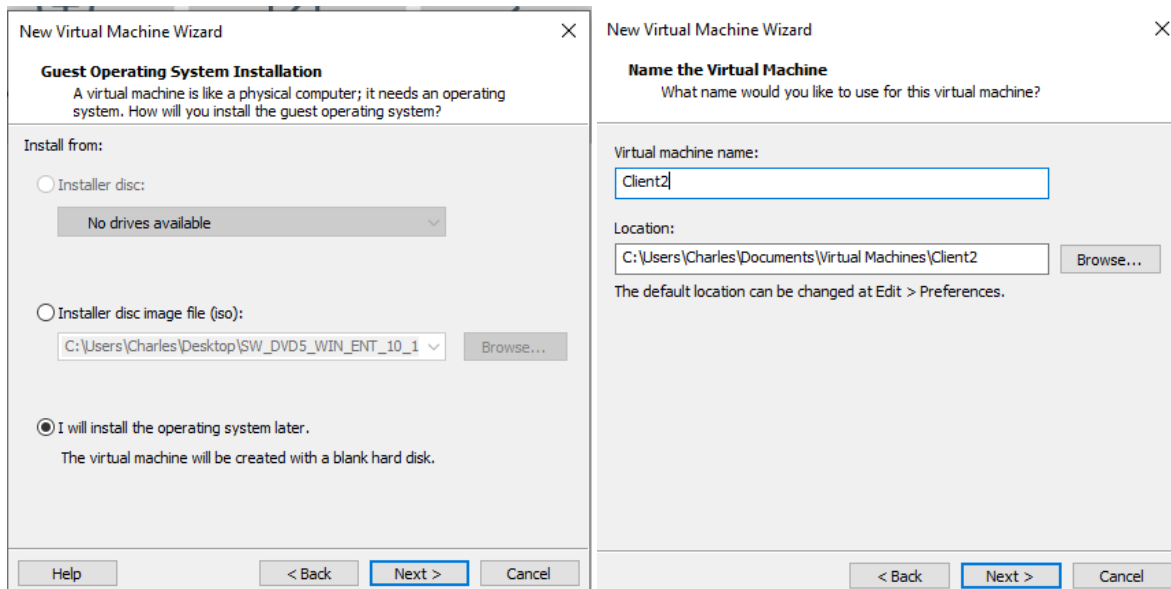 New Virtual Machine Wizard
Guest Operating System Installation
A virtual machine is like a physical computer; it needs an operating
system. How will you install the guest operating system?
Install from:
Installer disc:
No drives available
Installer disc image file (iso):
C:\Users\Charles\Desktop\SW_DVD5_WIN_ENT_10_1
Browse...
I will install the operating system later.
The virtual machine will be created with a blank hard disk.
Help
< Back
Next >
Cancel
New Virtual Machine Wizard
Name the Virtual Machine
What name would you like to use for this virtual machine?
Virtual machine name:
Client2
Location:
C:\Users\Charles\Documents\Virtual Machines\Client2
Browse...
The default location can be changed at Edit > Preferences.
< Back
Next >
Cancel